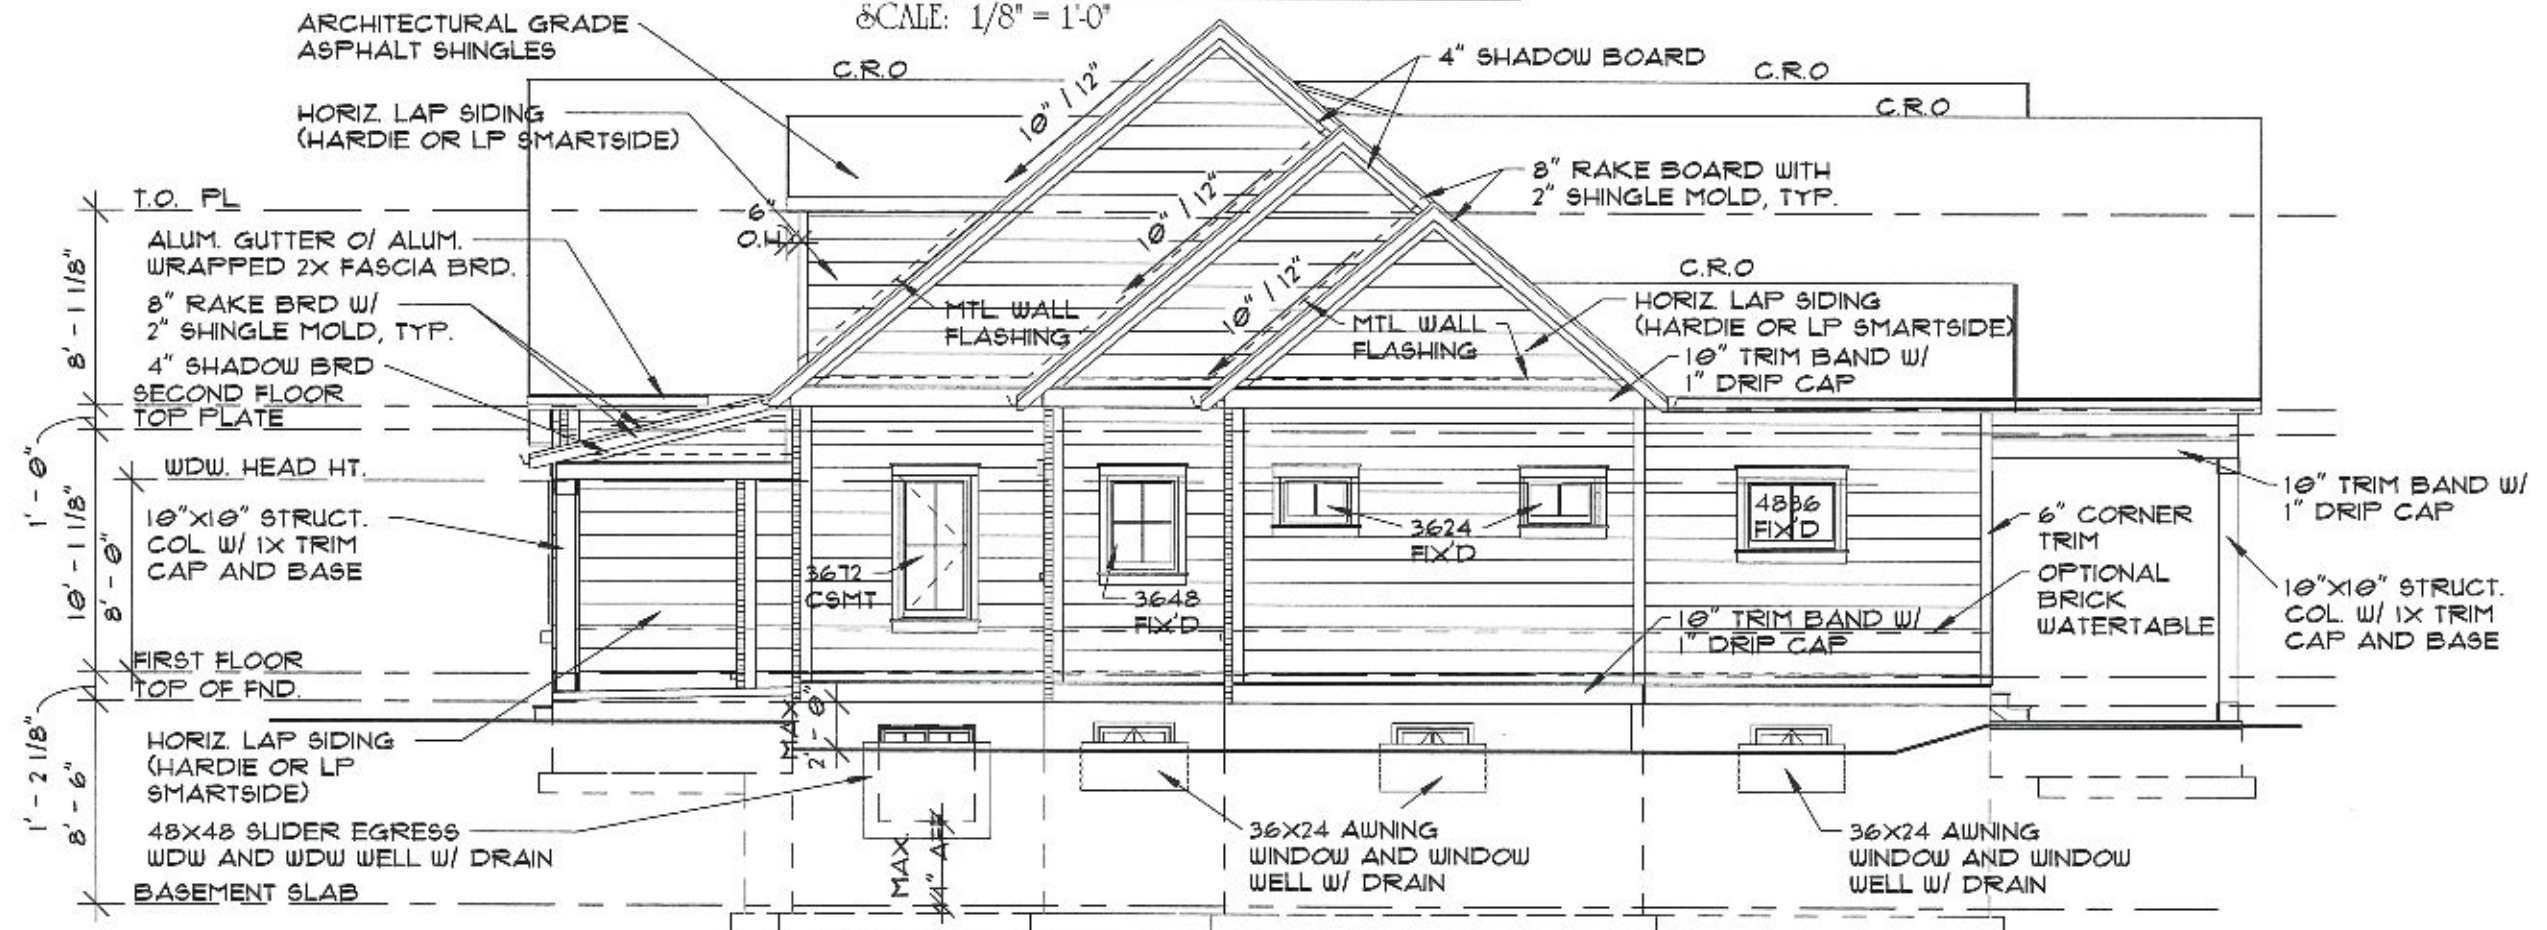 SCALE: 1/8" = 1'-0"
ARCHITECTURAL GRADE
ASPHALT SHINGLES
C.R.O
4" SHADOW BOARD
C.R.O
C.R.O
HORIZ. LAP SIDING
(HARDIE OR LP SMARTSIDE)
10" / 12"
10" / 12"
10" / 12"
8" RAKE BOARD WITH
2" SHINGLE MOLD, TYP.
T.O. PL
6"
O.H
ALUM. GUTTER O/ ALUM.
WRAPPED 2X FASCIA BRD.
8" RAKE BRD W/
2" SHINGLE MOLD, TYP.
4" SHADOW BRD
SECOND FLOOR
TOP PLATE
C.R.O
MTL WALL
FLASHING
MTL WALL
FLASHING
HORIZ. LAP SIDING
(HARDIE OR LP SMARTSIDE)
10" TRIM BAND W/
1" DRIP CAP
8' - 1 1/8"
1' - 0"
10' - 1 1/8"
8' - 0"
WDW. HEAD HT.
10"X10" STRUCT.
COL. W/ 1X TRIM
CAP AND BASE
3672
CSMT
3648
FIX'D
3624
FIX'D
4836
FIX'D
6" CORNER
TRIM
OPTIONAL
BRICK
WATERTABLE
10" TRIM BAND W/
1" DRIP CAP
10"X10" STRUCT.
COL. W/ 1X TRIM
CAP AND BASE
10" TRIM BAND W/
1" DRIP CAP
FIRST FLOOR
TOP OF FND.
1' - 2 1/8"
8' - 6"
MAX
2' - 0"
HORIZ. LAP SIDING
(HARDIE OR LP
SMARTSIDE)
48X48 SLIDER EGRESS
WDW AND WDW WELL W/ DRAIN
MAX.
44" AFF
36X24 AWNING
WINDOW AND WINDOW
WELL W/ DRAIN
36X24 AWNING
WINDOW AND WINDOW
WELL W/ DRAIN
BASEMENT SLAB